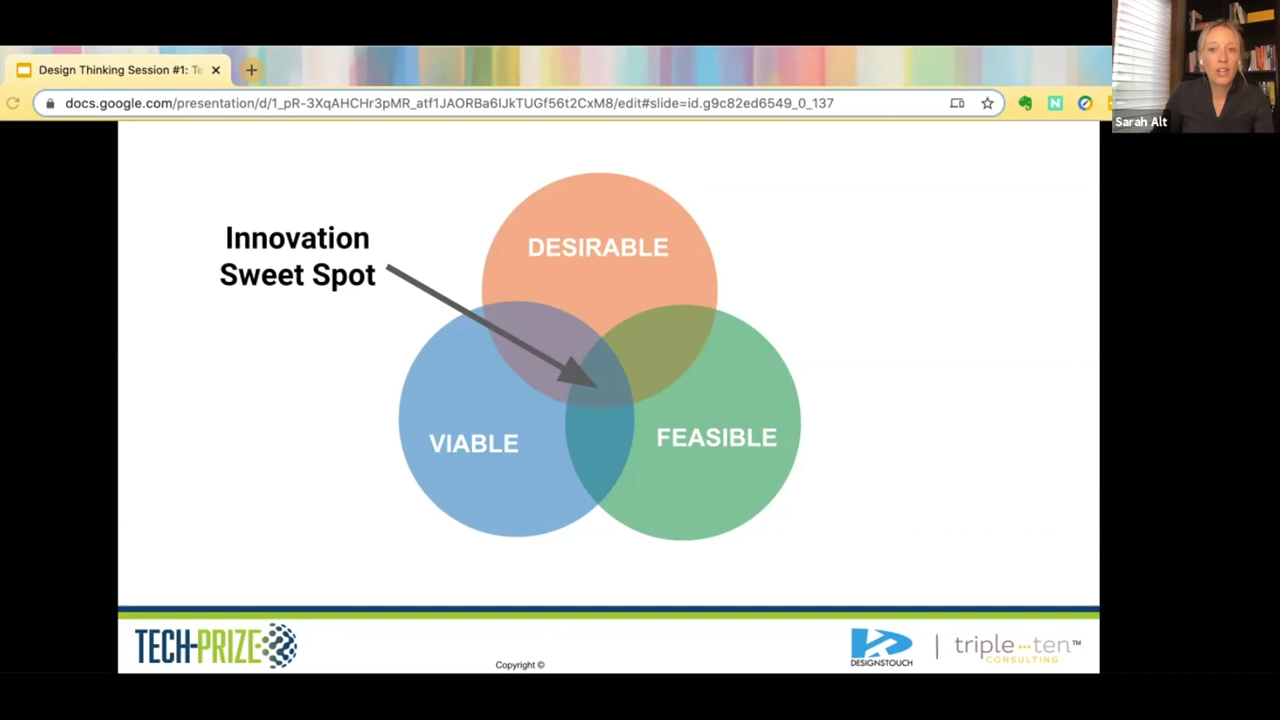 Design Thinking Session #1: Te
docs.google.com/presentation/d/1_pR-3XqAHCHr3pMR_atf1JAORBa6IJkTUGf56t2CxM8/edit#slide=id.g9c82ed6549_0_137
N
Sarah Alt
Innovation
Sweet Spot
DESIRABLE
VIABLE
FEASIBLE
TECH-PRIZE
Copyright ©
DESIGNSTOUCH
triple ten™
CONSULTING